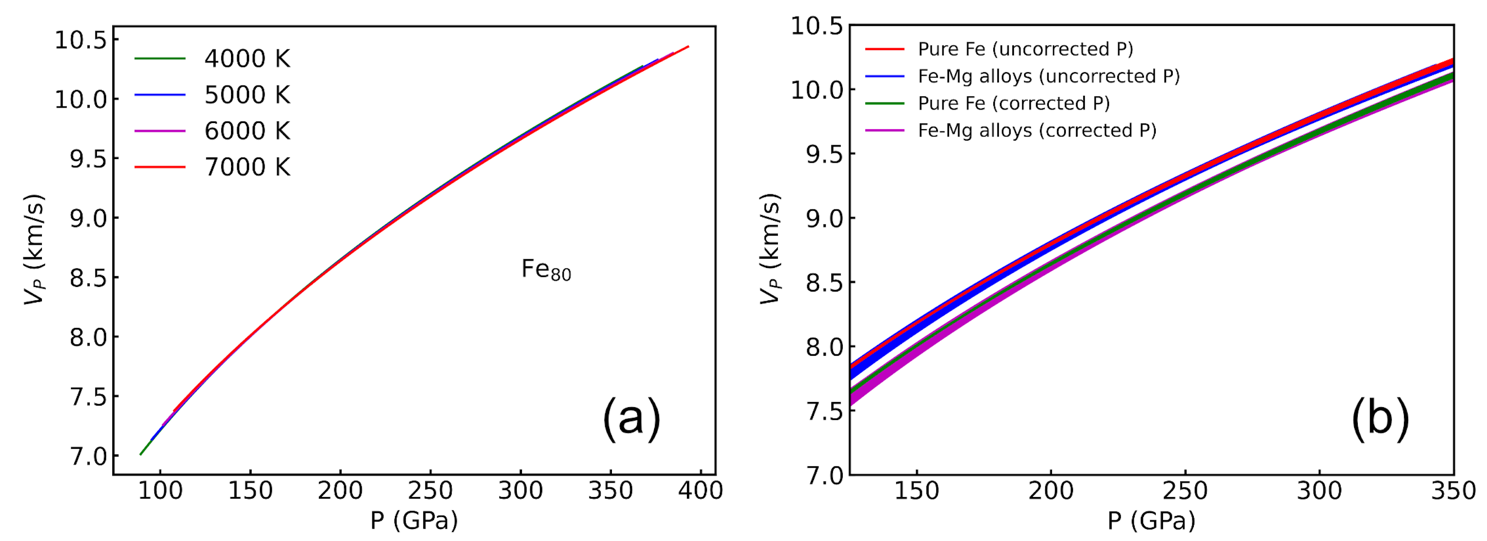 10.5
10.0
9.5
9.0
8.5
8.0
7.5
7.0
V_P (km/s)
4000 K
5000 K
6000 K
7000 K
Fe₈₀
(a)
100 150 200 250 300 350 400
P (GPa)
10.5
10.0
9.5
9.0
8.5
8.0
7.5
7.0
V_P (km/s)
Pure Fe (uncorrected P)
Fe-Mg alloys (uncorrected P)
Pure Fe (corrected P)
Fe-Mg alloys (corrected P)
(b)
150 200 250 300 350
P (GPa)